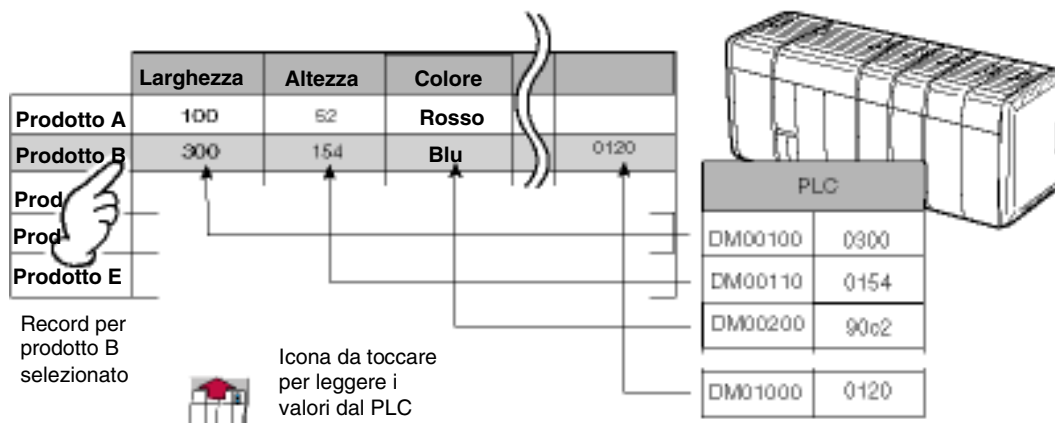 Larghezza Altezza Colore
Prodotto A 100 52 Rosso
Prodotto B 300 154 Blu 0120
Prod
Prod
Prodotto E
PLC
DM00100 0300
DM00110 0154
DM00200 90c2
DM01000 0120
Record per
prodotto B
selezionato
Icona da toccare
per leggere i
valori dal PLC